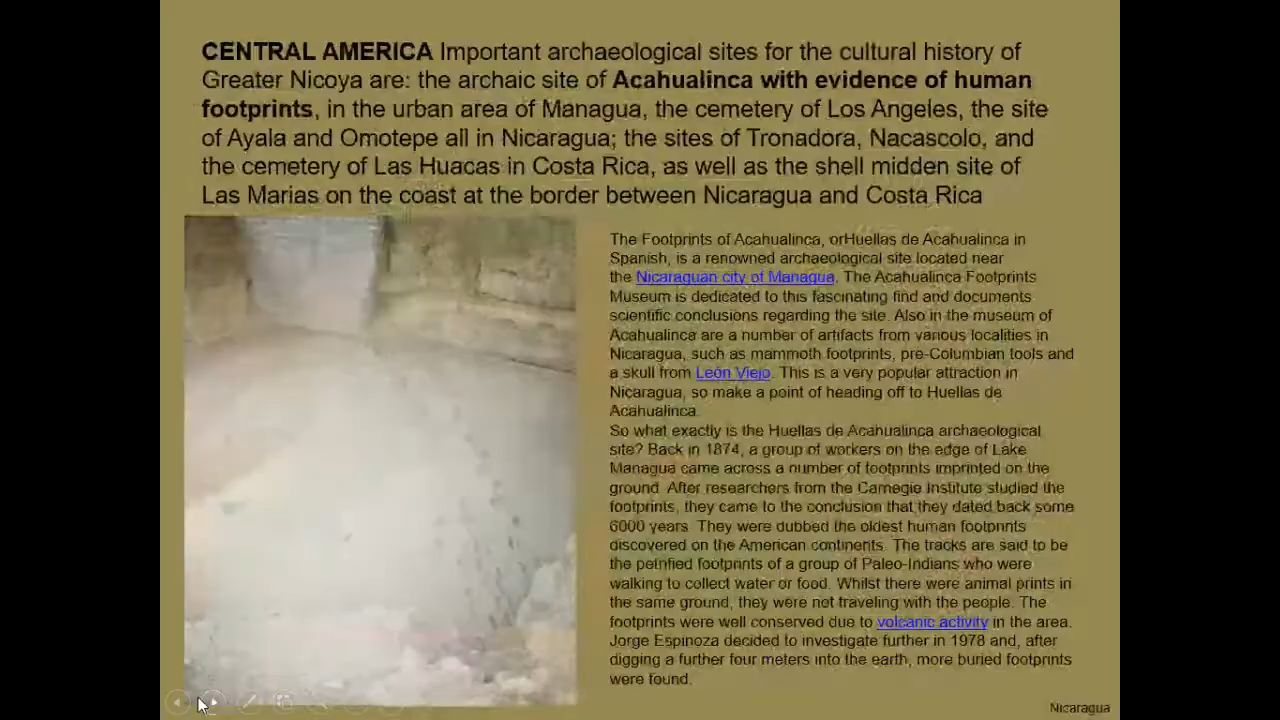 CENTRAL AMERICA Important archaeological sites for the cultural history of
Greater Nicoya are: the archaic site of Acahualinca with evidence of human
footprints, in the urban area of Managua, the cemetery of Los Angeles, the site
of Ayala and Omotepe all in Nicaragua; the sites of Tronadora, Nacascolo, and
the cemetery of Las Huacas in Costa Rica, as well as the shell midden site of
Las Marias on the coast at the border between Nicaragua and Costa Rica
The Footprints of Acahualinca, orHuellas de Acahualinca in
Spanish, is a renowned archaeological site located near
the Nicaraguan city of Managua. The Acahualinca Footprints
Museum is dedicated to this fascinating find and documents
scientific conclusions regarding the site. Also in the museum of
Acahualinca are a number of artifacts from various localities in
Nicaragua, such as mammoth footprints, pre-Columbian tools and
a skull from León Viejo. This is a very popular attraction in
Nicaragua, so make a point of heading off to Huellas de
Acahualinca.
So what exactly is the Huellas de Acahualinca archaeological
site? Back in 1874, a group of workers on the edge of Lake
Managua came across a number of footprints imprinted on the
ground. After researchers from the Carnegie Institute studied the
footprints, they came to the conclusion that they dated back some
6000 years. They were dubbed the oldest human footprints
discovered on the American continents. The tracks are said to be
the petrified footprints of a group of Paleo-Indians who were
walking to collect water or food. Whilst there were animal prints in
the same ground, they were not traveling with the people. The
footprints were well conserved due to volcanic activity in the area.
Jorge Espinoza decided to investigate further in 1978 and, after
digging a further four meters into the earth, more buried footprints
were found.
Nicaragua